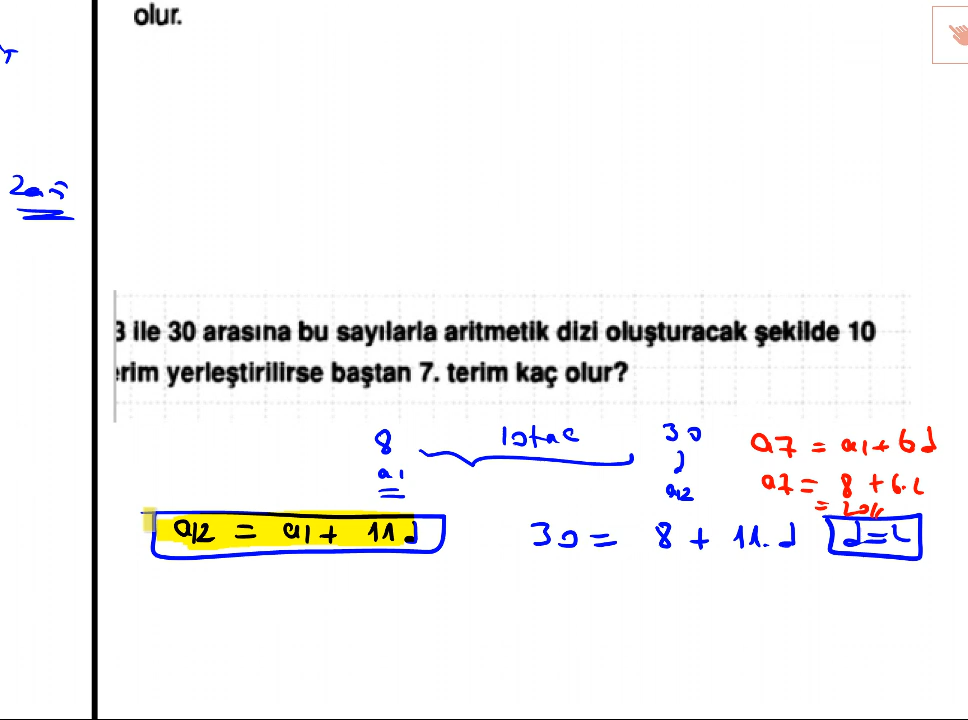 olur.
8 ile 30 arasına bu sayılarla aritmetik dizi oluşturacak şekilde 10
rim yerleştirilirse baştan 7. terim kaç olur?
8 10 tane 30
a1 a12
a7 = a1 + 6d
a7 = 8 + 6.2
= 20
a12 = a1 + 11d
30 = 8 + 11.d d=2